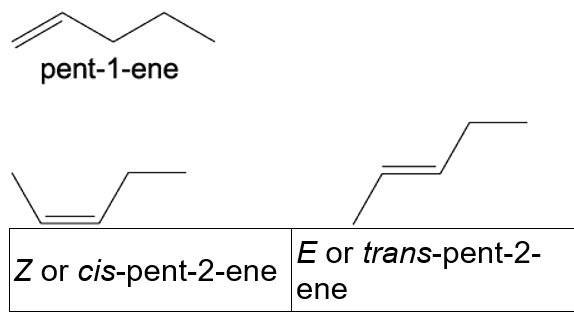 pent-1-ene
Z or cis-pent-2-ene
E or trans-pent-2-
ene